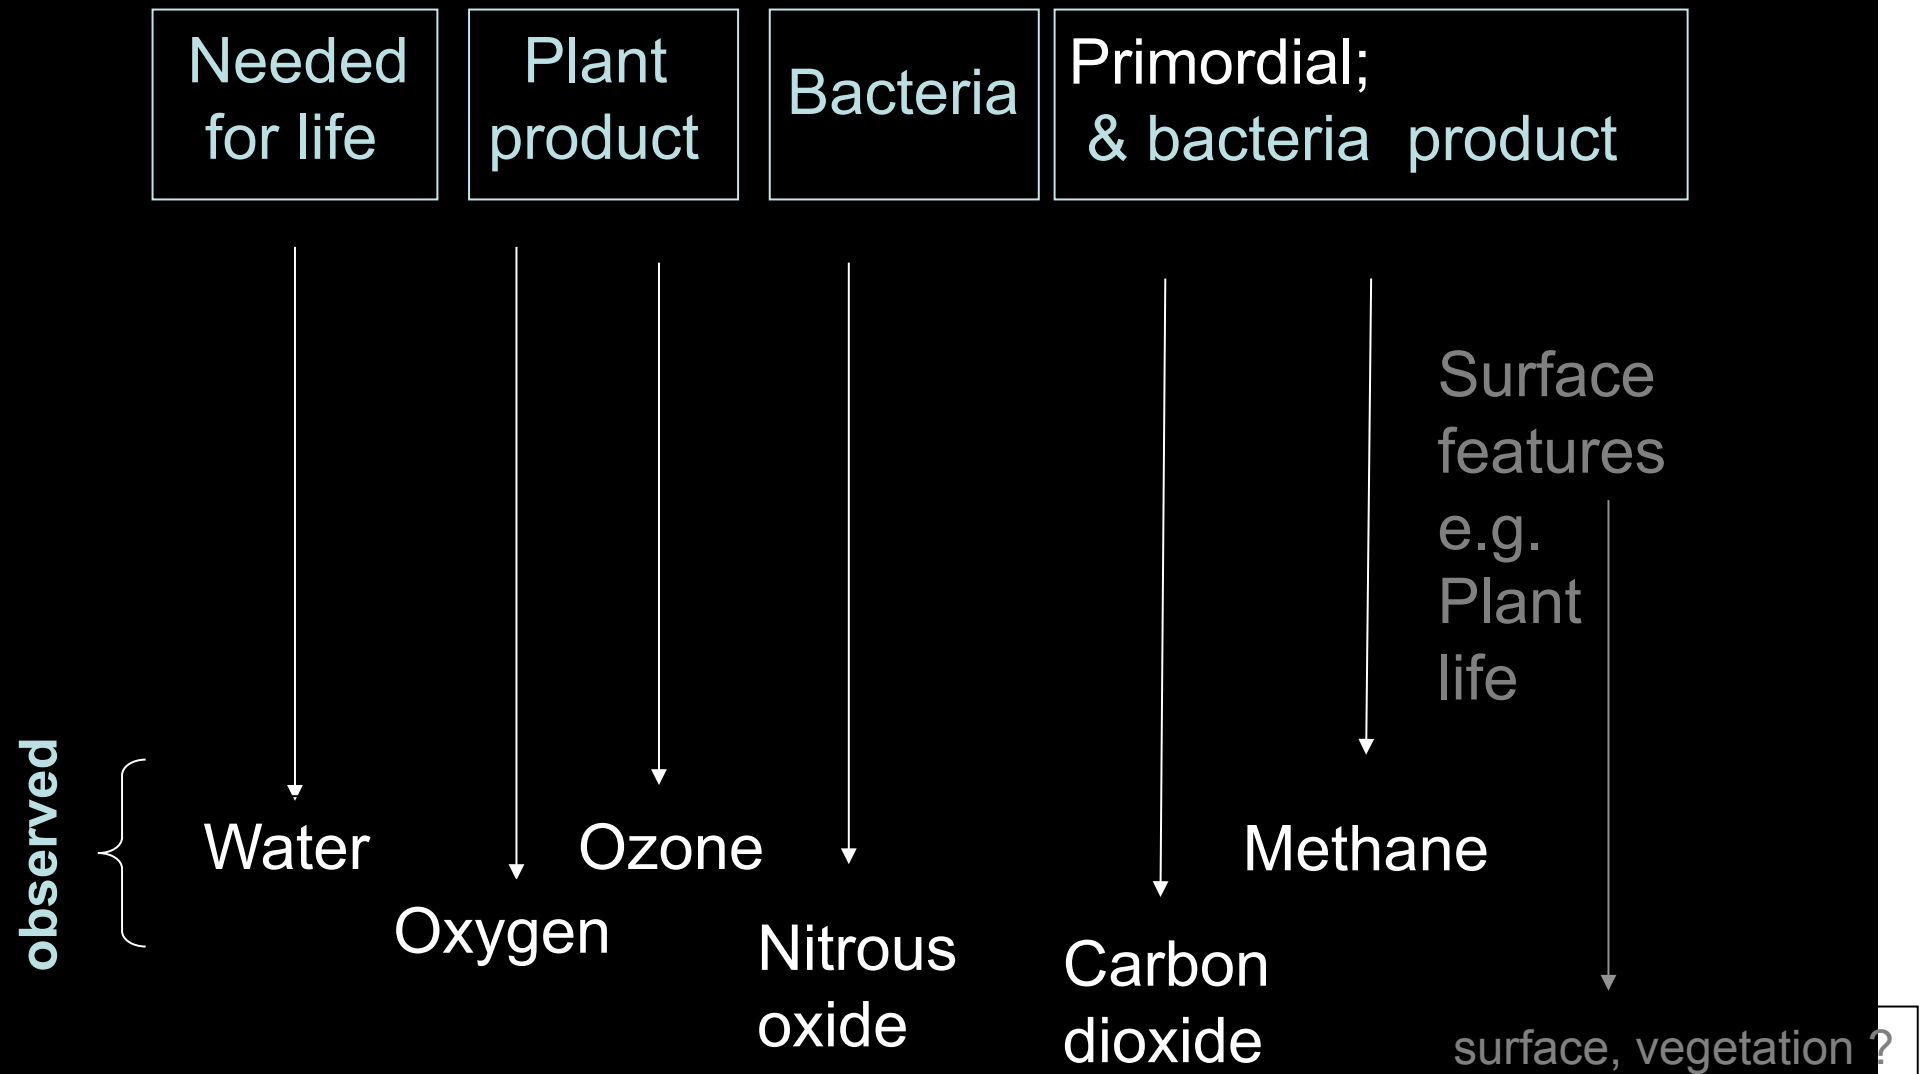 Needed
for life
Plant
product
Bacteria
Primordial;
& bacteria product
Surface
features
e.g.
Plant
life
observed
Water
Oxygen
Ozone
Nitrous
oxide
Carbon
dioxide
Methane
surface, vegetation ?